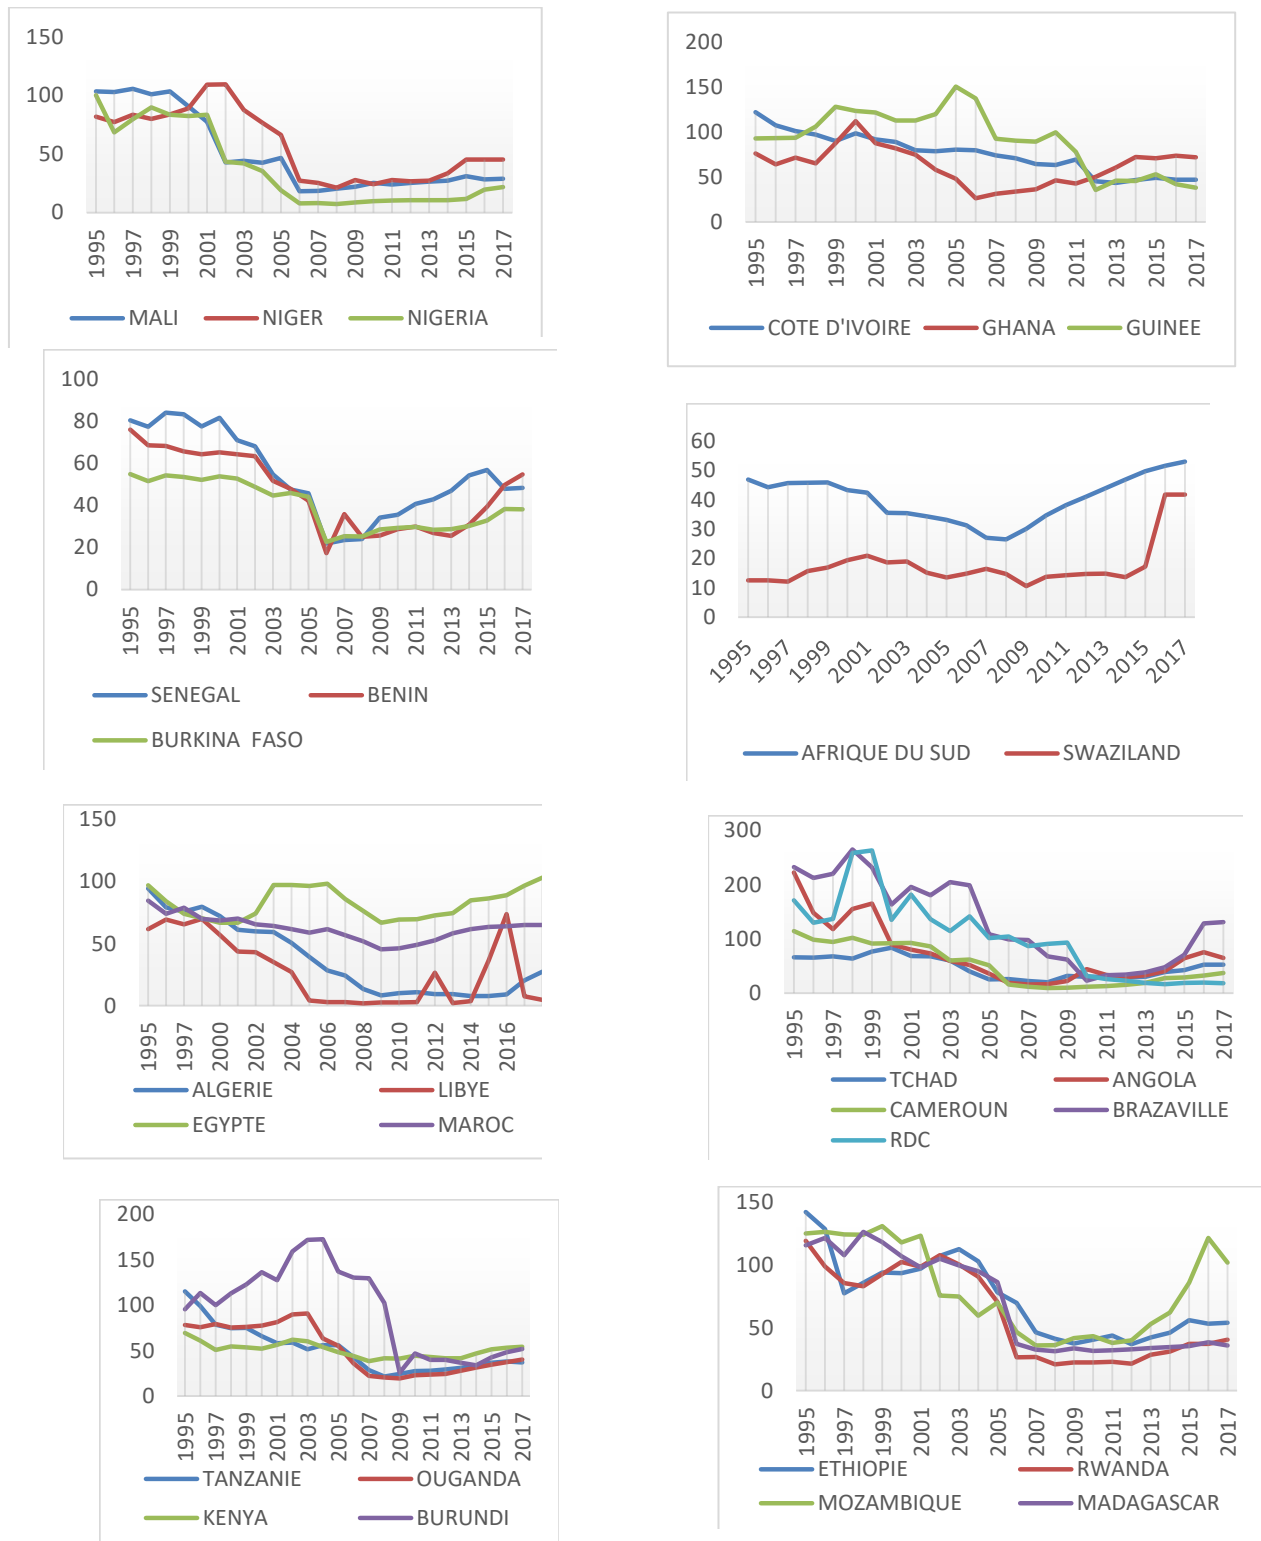 150
100
50
0
1995 1997 1999 2001 2003 2005 2007 2009 2011 2013 2015 2017
MALI NIGER NIGERIA
200
150
100
50
0
1995 1997 1999 2001 2003 2005 2007 2009 2011 2013 2015 2017
COTE D'IVOIRE GHANA GUINEE
100
80
60
40
20
0
1995 1997 1999 2001 2003 2005 2007 2009 2011 2013 2015 2017
SENEGAL BENIN
BURKINA FASO
60
50
40
30
20
10
0
1995 1997 1999 2001 2003 2005 2007 2009 2011 2013 2015 2017
AFRIQUE DU SUD SWAZILAND
150
100
50
0
1995 1997 2000 2002 2004 2006 2008 2010 2012 2014 2016
ALGERIE LIBYE
EGYPTE MAROC
300
200
100
0
1995 1997 1999 2001 2003 2005 2007 2009 2011 2013 2015 2017
TCHAD ANGOLA
CAMEROUN BRAZAVILLE
RDC
200
150
100
50
0
1995 1997 1999 2001 2003 2005 2007 2009 2011 2013 2015 2017
TANZANIE OUGANDA
KENYA BURUNDI
150
100
50
0
1995 1997 1999 2001 2003 2005 2007 2009 2011 2013 2015 2017
ETHIOPIE RWANDA
MOZAMBIQUE MADAGASCAR